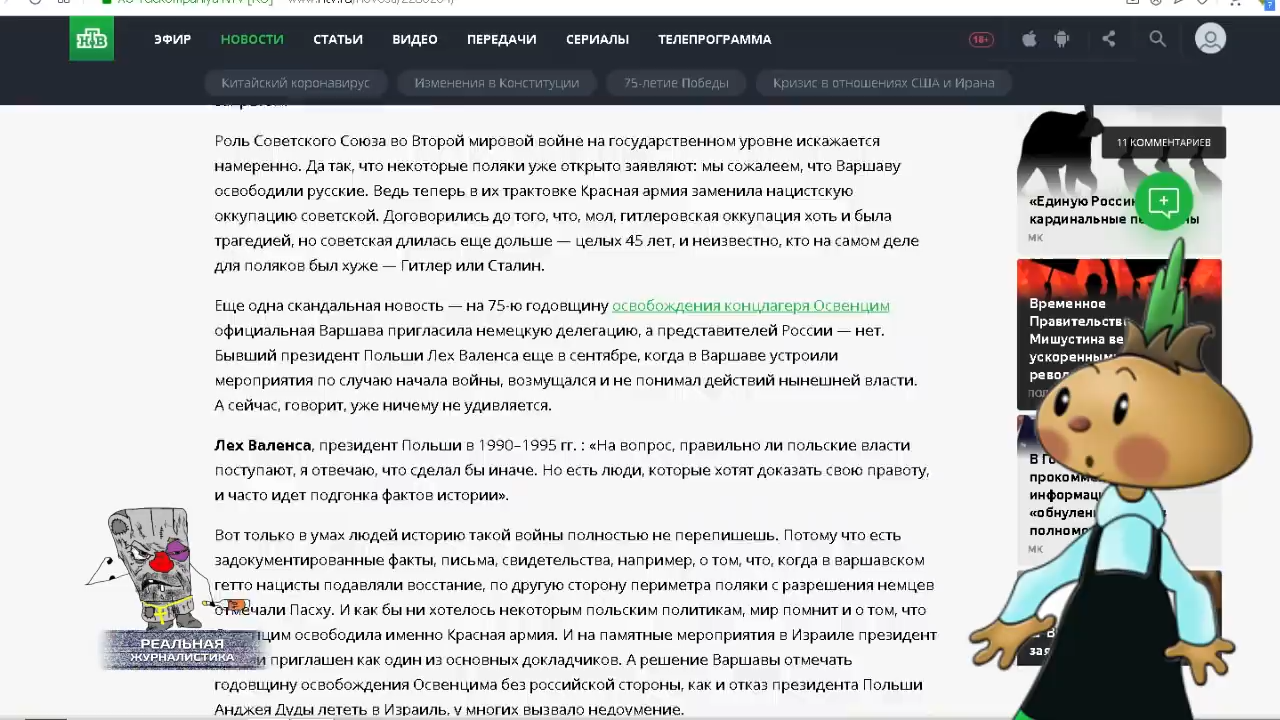 НТВ
ЭФИР НОВОСТИ СТАТЬИ ВИДЕО ПЕРЕДАЧИ СЕРИАЛЫ ТЕЛЕПРОГРАММА 18+
Китайский коронавирус Изменения в Конституции 75-летие Победы Кризис в отношениях США и Ирана
Роль Советского Союза во Второй мировой войне на государственном уровне искажается
намеренно. Да так, что некоторые поляки уже открыто заявляют: мы сожалеем, что Варшаву
освободили русские. Ведь теперь в их трактовке Красная армия заменила нацистскую
оккупацию советской. Договорились до того, что, мол, гитлеровская оккупация хоть и была
трагедией, но советская длилась еще дольше — целых 45 лет, и неизвестно, кто на самом деле
для поляков был хуже — Гитлер или Сталин.
Еще одна скандальная новость — на 75-ю годовщину освобождения концлагеря Освенцим
официальная Варшава пригласила немецкую делегацию, а представителей России — нет.
Бывший президент Польши Лех Валенса еще в сентябре, когда в Варшаве устроили
мероприятия по случаю начала войны, возмущался и не понимал действий нынешней власти.
А сейчас, говорит, уже ничему не удивляется.
Лех Валенса, президент Польши в 1990–1995 гг. : «На вопрос, правильно ли польские власти
поступают, я отвечаю, что сделал бы иначе. Но есть люди, которые хотят доказать свою правоту,
и часто идет подгонка фактов истории».
Вот только в умах людей историю такой войны полностью не перепишешь. Потому что есть
задокументированные факты, письма, свидетельства, например, о том, что, когда в варшавском
гетто нацисты подавляли восстание, по другую сторону периметра поляки с разрешения немцев
отмечали Пасху. И как бы ни хотелось некоторым польским политикам, мир помнит и о том, что
освободила именно Красная армия. И на памятные мероприятия в Израиле президент
приглашен как один из основных докладчиков. А решение Варшавы отмечать
годовщину освобождения Освенцима без российской стороны, как и отказ президента Польши
Анджея Дуды лететь в Израиль, у многих вызвало недоумение.
РЕАЛЬНАЯ
ЖУРНАЛИСТИКА
11 КОММЕНТАРИЕВ
«Единую
кардинальные
МК
Временное
Мишустина
МК